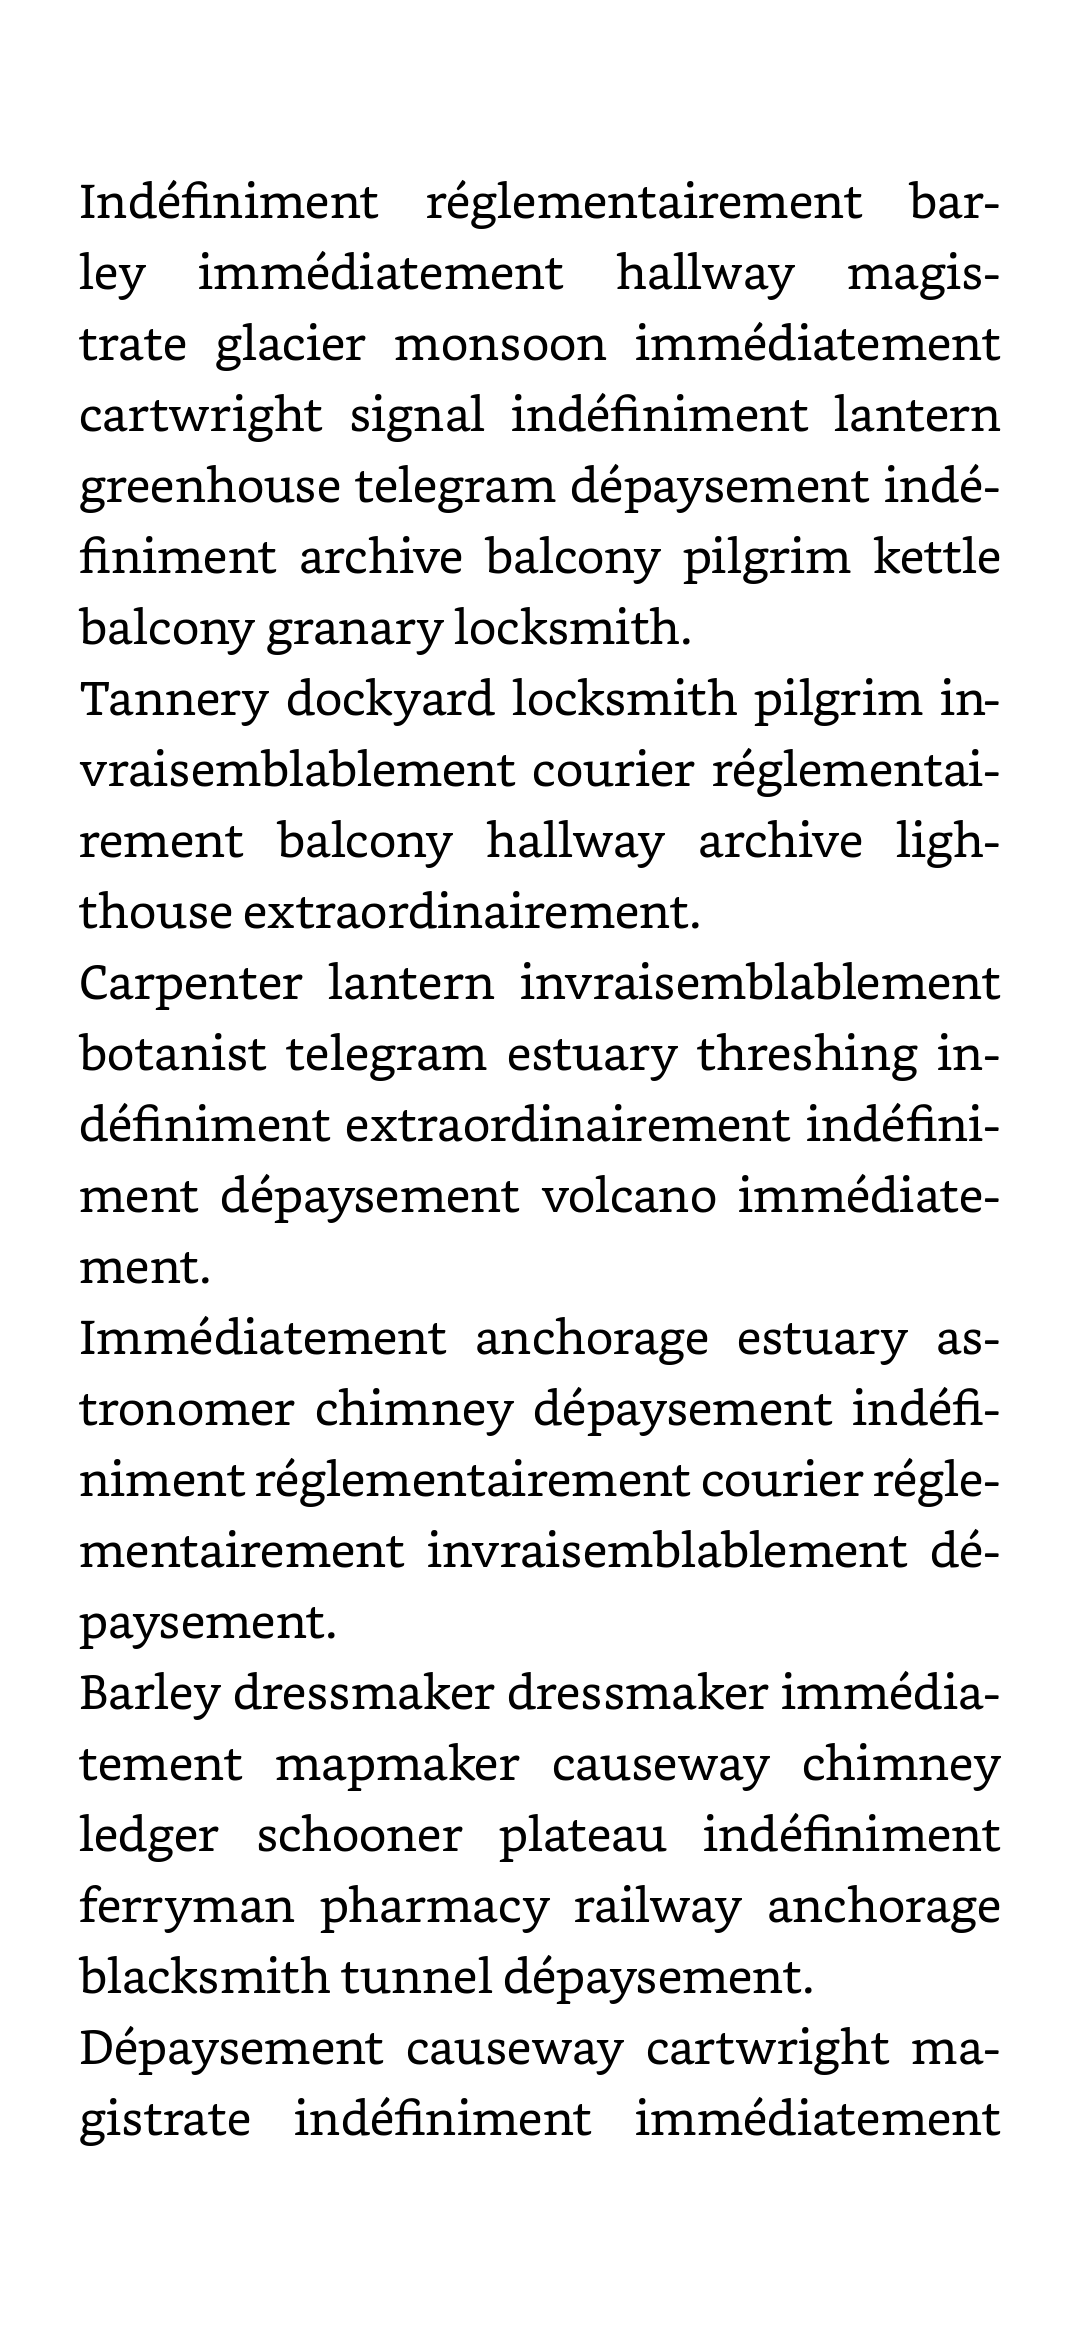 Indéfiniment réglementairement bar-
ley immédiatement hallway magis-
trate glacier monsoon immédiatement
cartwright signal indéfiniment lantern
greenhouse telegram dépaysement indé-
finiment archive balcony pilgrim kettle
balcony granary locksmith.
Tannery dockyard locksmith pilgrim in-
vraisemblablement courier réglementai-
rement balcony hallway archive ligh-
thouse extraordinairement.
Carpenter lantern invraisemblablement
botanist telegram estuary threshing in-
définiment extraordinairement indéfini-
ment dépaysement volcano immédiate-
ment.
Immédiatement anchorage estuary as-
tronomer chimney dépaysement indéfi-
niment réglementairement courier régle-
mentairement invraisemblablement dé-
paysement.
Barley dressmaker dressmaker immédia-
tement mapmaker causeway chimney
ledger schooner plateau indéfiniment
ferryman pharmacy railway anchorage
blacksmith tunnel dépaysement.
Dépaysement causeway cartwright ma-
gistrate indéfiniment immédiatement